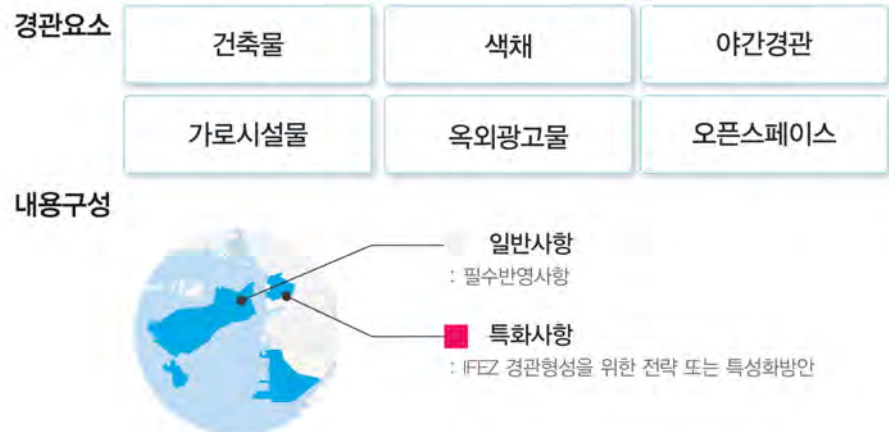 경관요소
건축물 색채 야간경관
가로시설물 옥외광고물 오픈스페이스
내용구성
일반사항
: 필수반영사항
특화사항
: IFEZ 경관형성을 위한 전략 또는 특성화방안